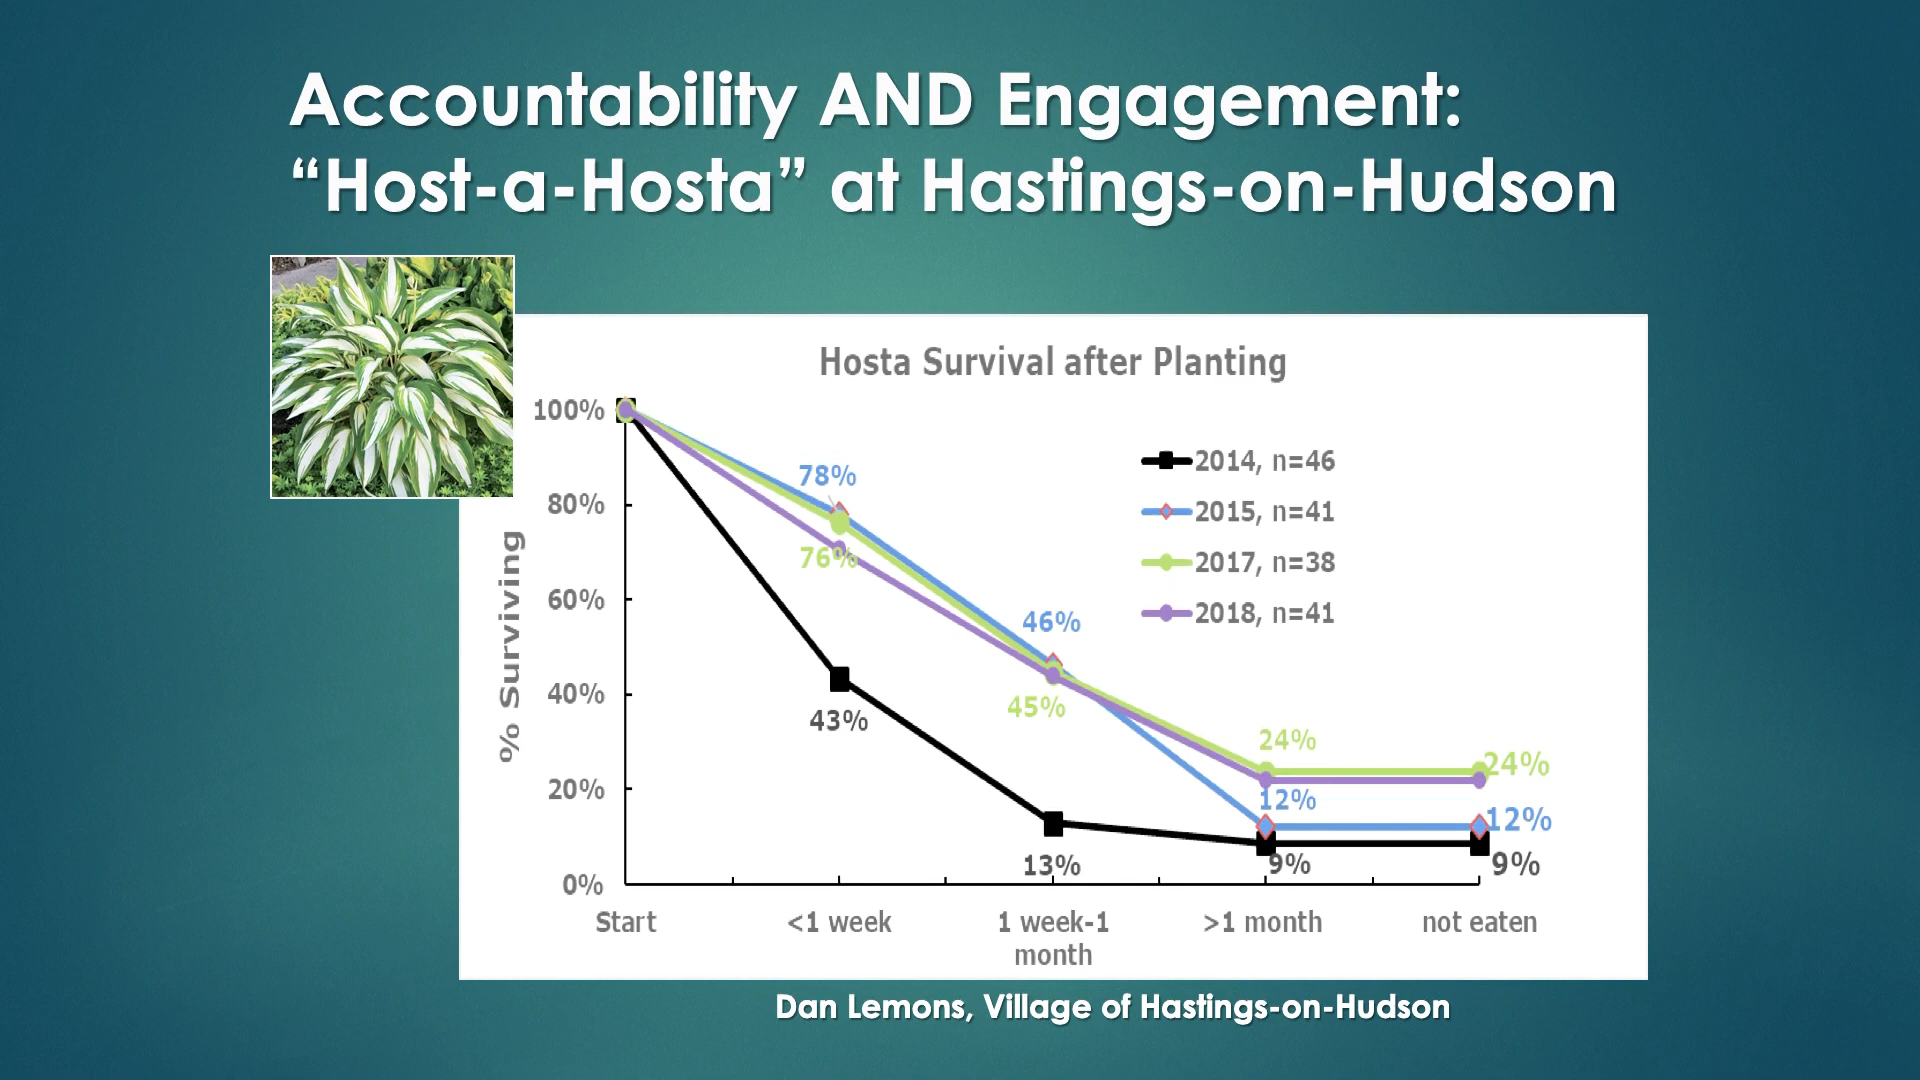 Accountability AND Engagement:
“Host-a-Hosta” at Hastings-on-Hudson
Hosta Survival after Planting
% Surviving
100%
80%
60%
40%
20%
0%
78%
76%
43%
46%
45%
13%
24%
12%
9%
24%
12%
9%
2014, n=46
2015, n=41
2017, n=38
2018, n=41
Start
<1 week
1 week-1
month
>1 month
not eaten
Dan Lemons, Village of Hastings-on-Hudson